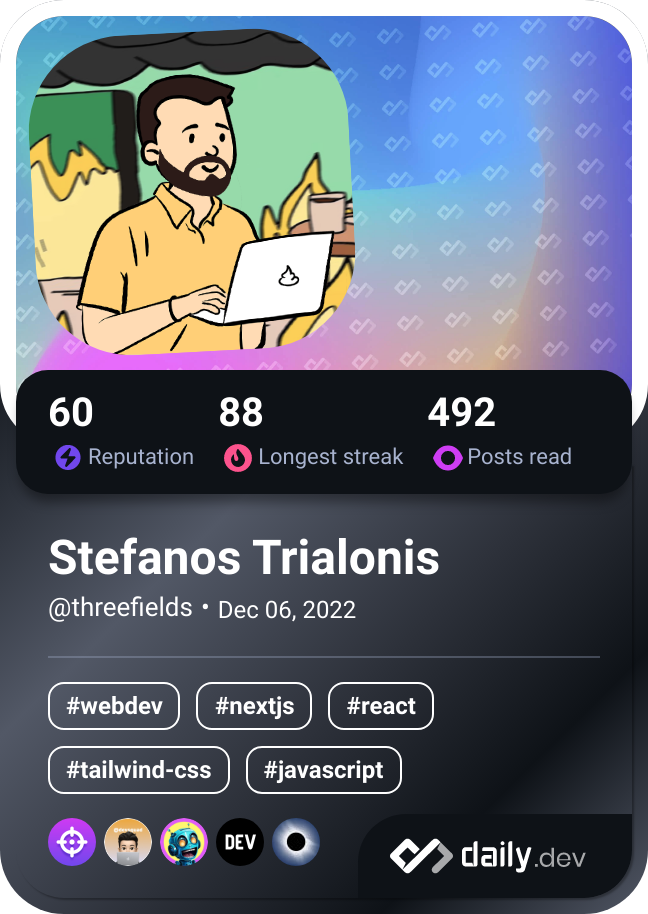 60 88 492
Reputation Longest streak Posts read
Stefanos Trialonis
@threefields • Dec 06, 2022
#webdev #nextjs #react
#tailwind-css #javascript
DEV daily.dev